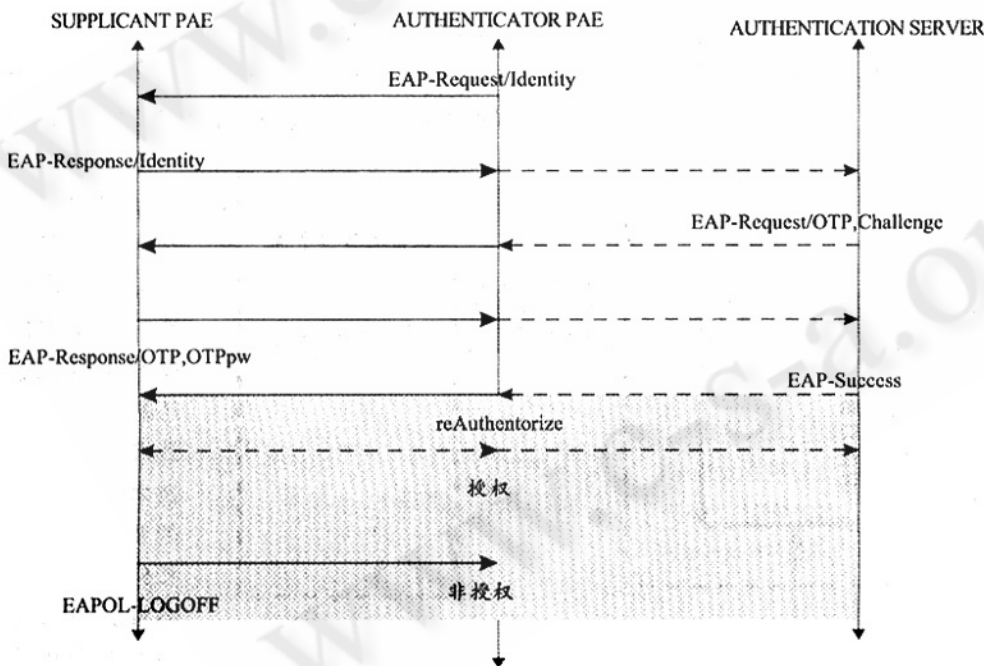 SUPPLICANT PAE
AUTHENTICATOR PAE
AUTHENTICATION SERVER
EAP-Request/Identity
EAP-Response/Identity
EAP-Request/OTP,Challenge
EAP-Response/OTP,OTPpw
EAP-Success
reAuthentorize
授权
非授权
EAPOL-LOGOFF